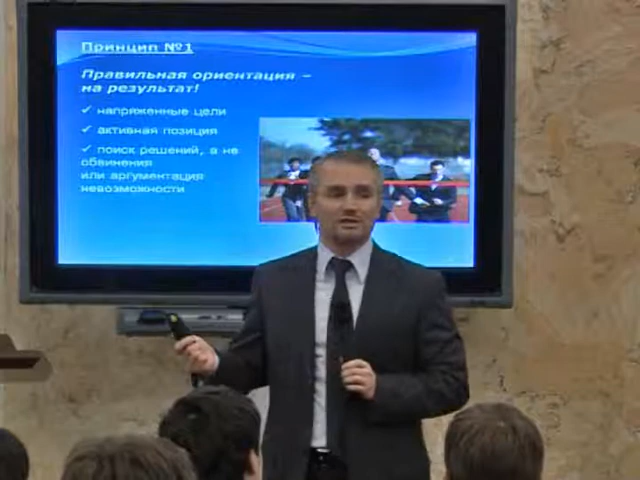 Принцип №1
Правильная ориентация –
на результат!
✓ напряженные цели
✓ активная позиция
✓ поиск решений, а не
обвинения
или аргументация
невозможности